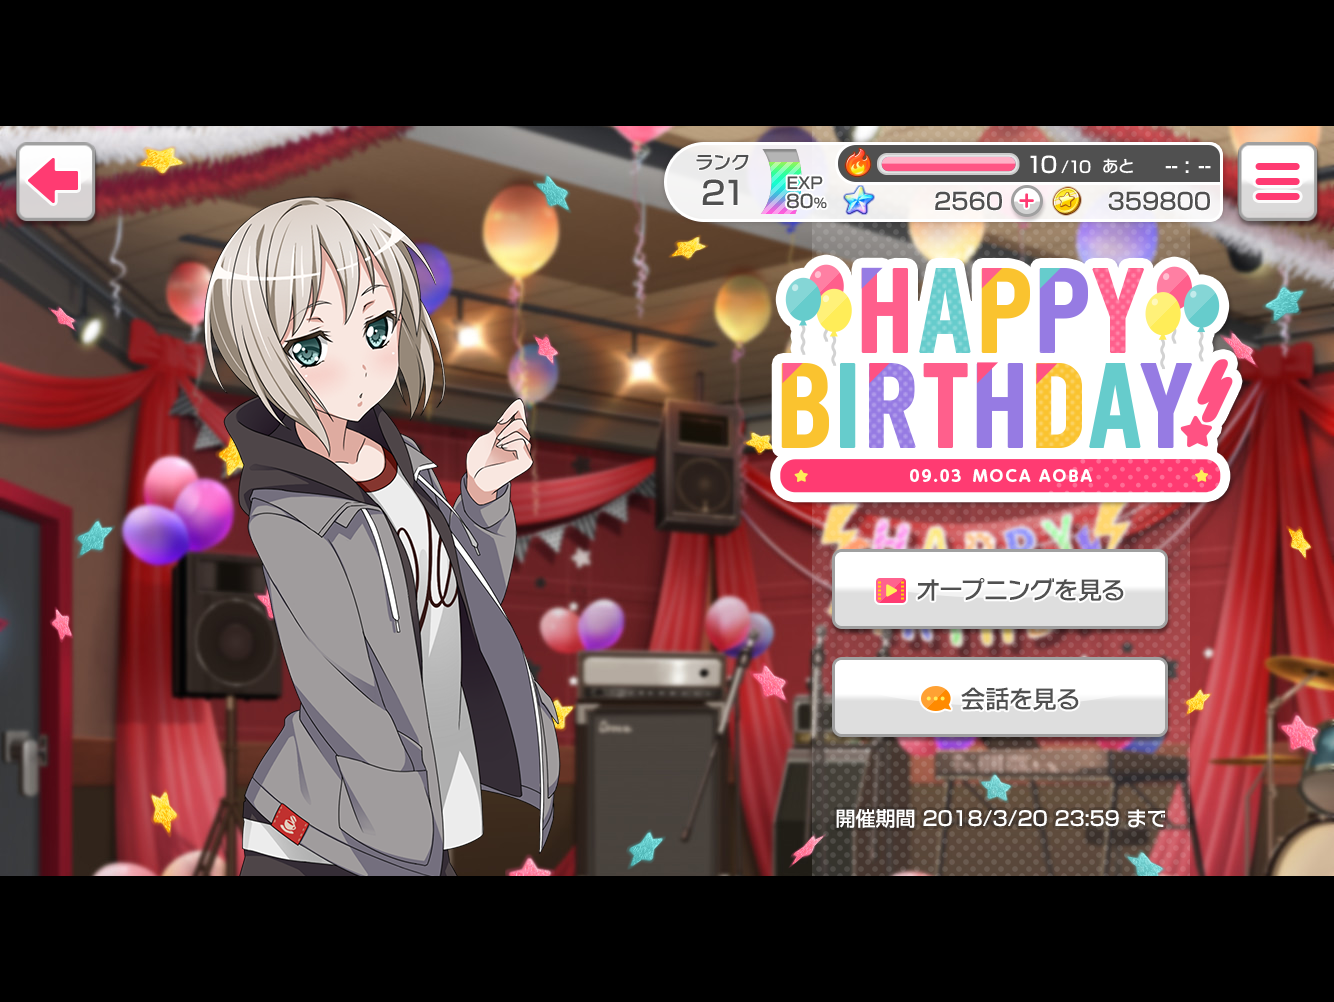 ランク
21
EXP
80%
10/10 あと --:--
2560
359800
HAPPY
BIRTHDAY!
09.03 MOCA AOBA
HAPPY
オープニングを見る
会話を見る
開催期間 2018/3/20 23:59 まで